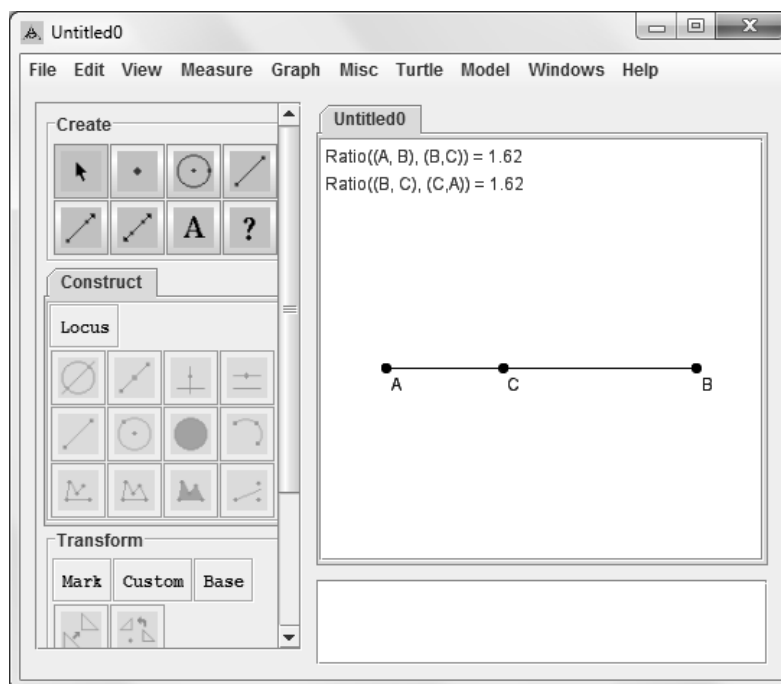 Untitled0
File Edit View Measure Graph Misc Turtle Model Windows Help
Create
A ?
Construct
Locus
Transform
Mark Custom Base
Untitled0
Ratio((A, B), (B,C)) = 1.62
Ratio((B, C), (C,A)) = 1.62
A C B